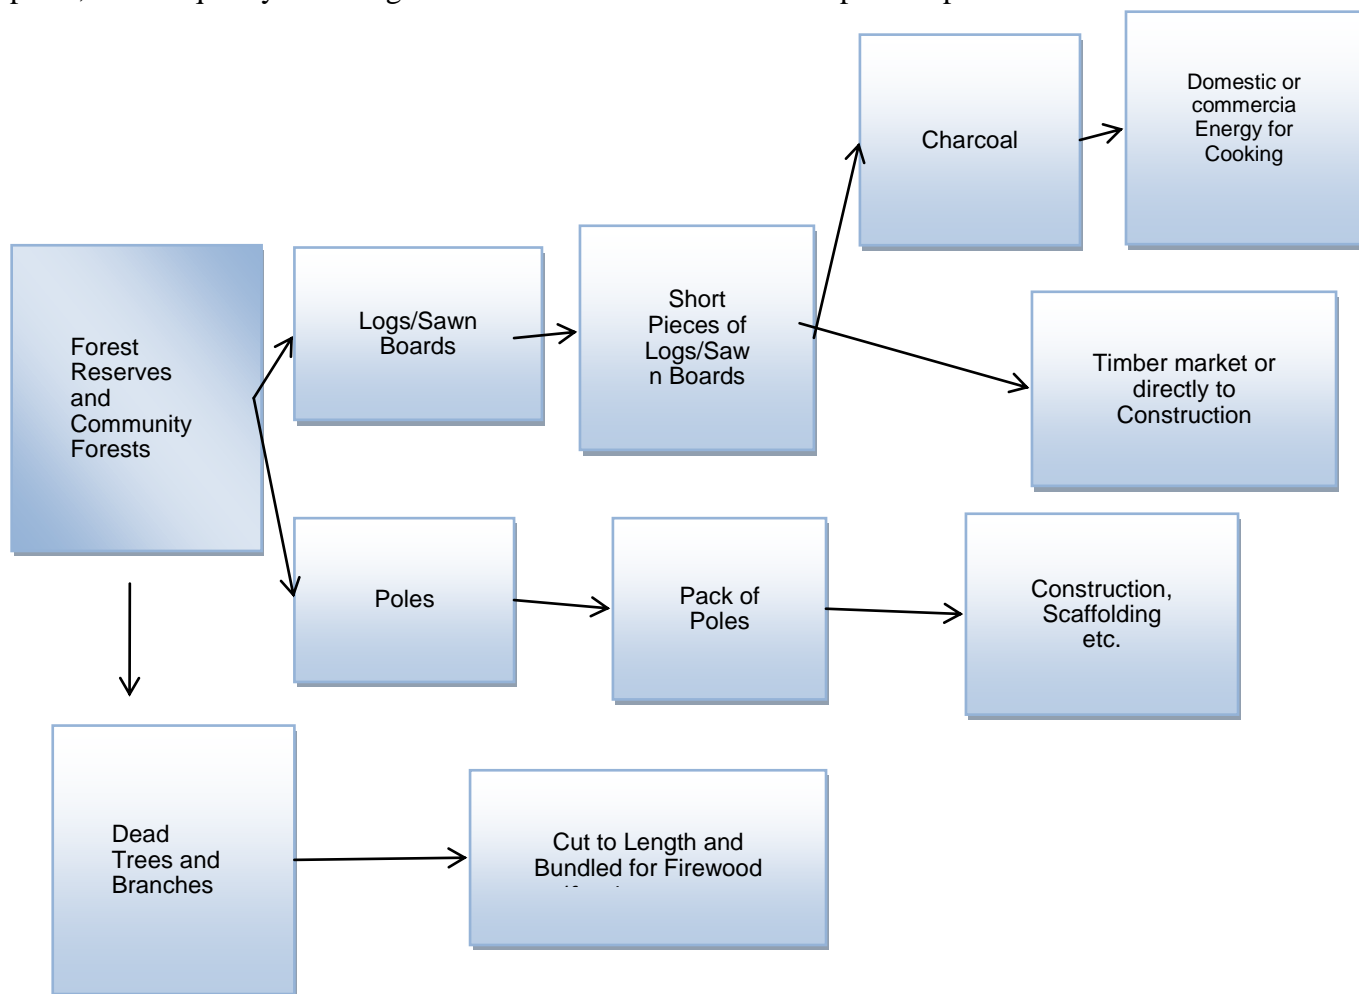 Charcoal
Domestic or
commercia
Energy for
Cooking
Forest
Reserves
and
Community
Forests
Logs/Sawn
Boards
Short
Pieces of
Logs/Saw
n Boards
Timber market or
directly to
Construction
Poles
Pack of
Poles
Construction,
Scaffolding
etc.
Dead
Trees and
Branches
Cut to Length and
Bundled for Firewood